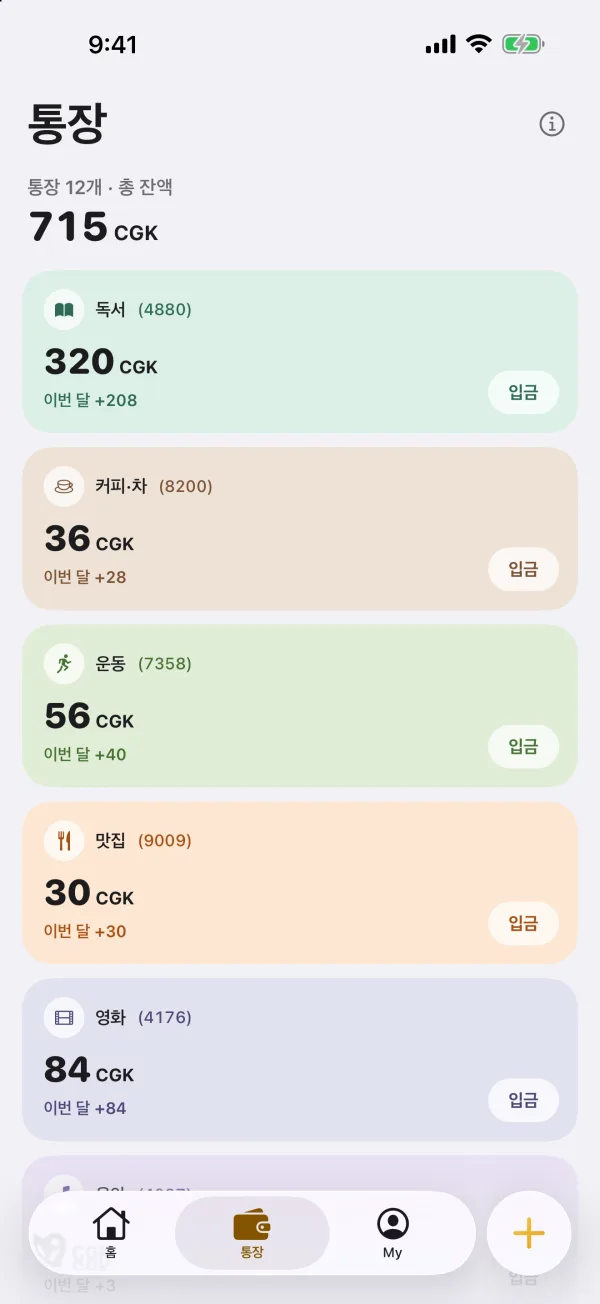 9:41
통장
통장 12개 · 총 잔액
715 CGK
독서 (4880)
320 CGK
이번 달 +208
입금
커피·차 (8200)
36 CGK
이번 달 +28
입금
운동 (7358)
56 CGK
이번 달 +40
입금
맛집 (9009)
30 CGK
이번 달 +30
입금
영화 (4176)
84 CGK
이번 달 +84
입금
홈
통장
My
이번 달 +3
입금